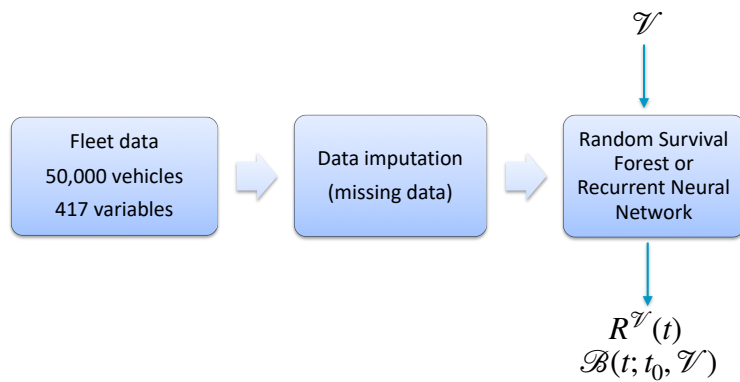 𝒱
Fleet data
50,000 vehicles
417 variables
Data imputation
(missing data)
Random Survival
Forest or
Recurrent Neural
Network
R^𝒱(t)
ℬ(t; t₀, 𝒱)